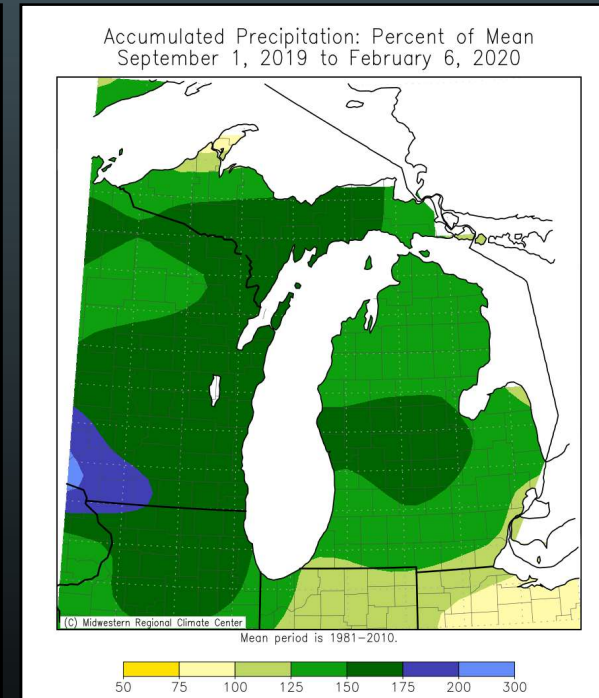 Accumulated Precipitation: Percent of Mean
September 1, 2019 to February 6, 2020
(C) Midwestern Regional Climate Center
Mean period is 1981-2010.
50 75 100 125 150 175 200 300